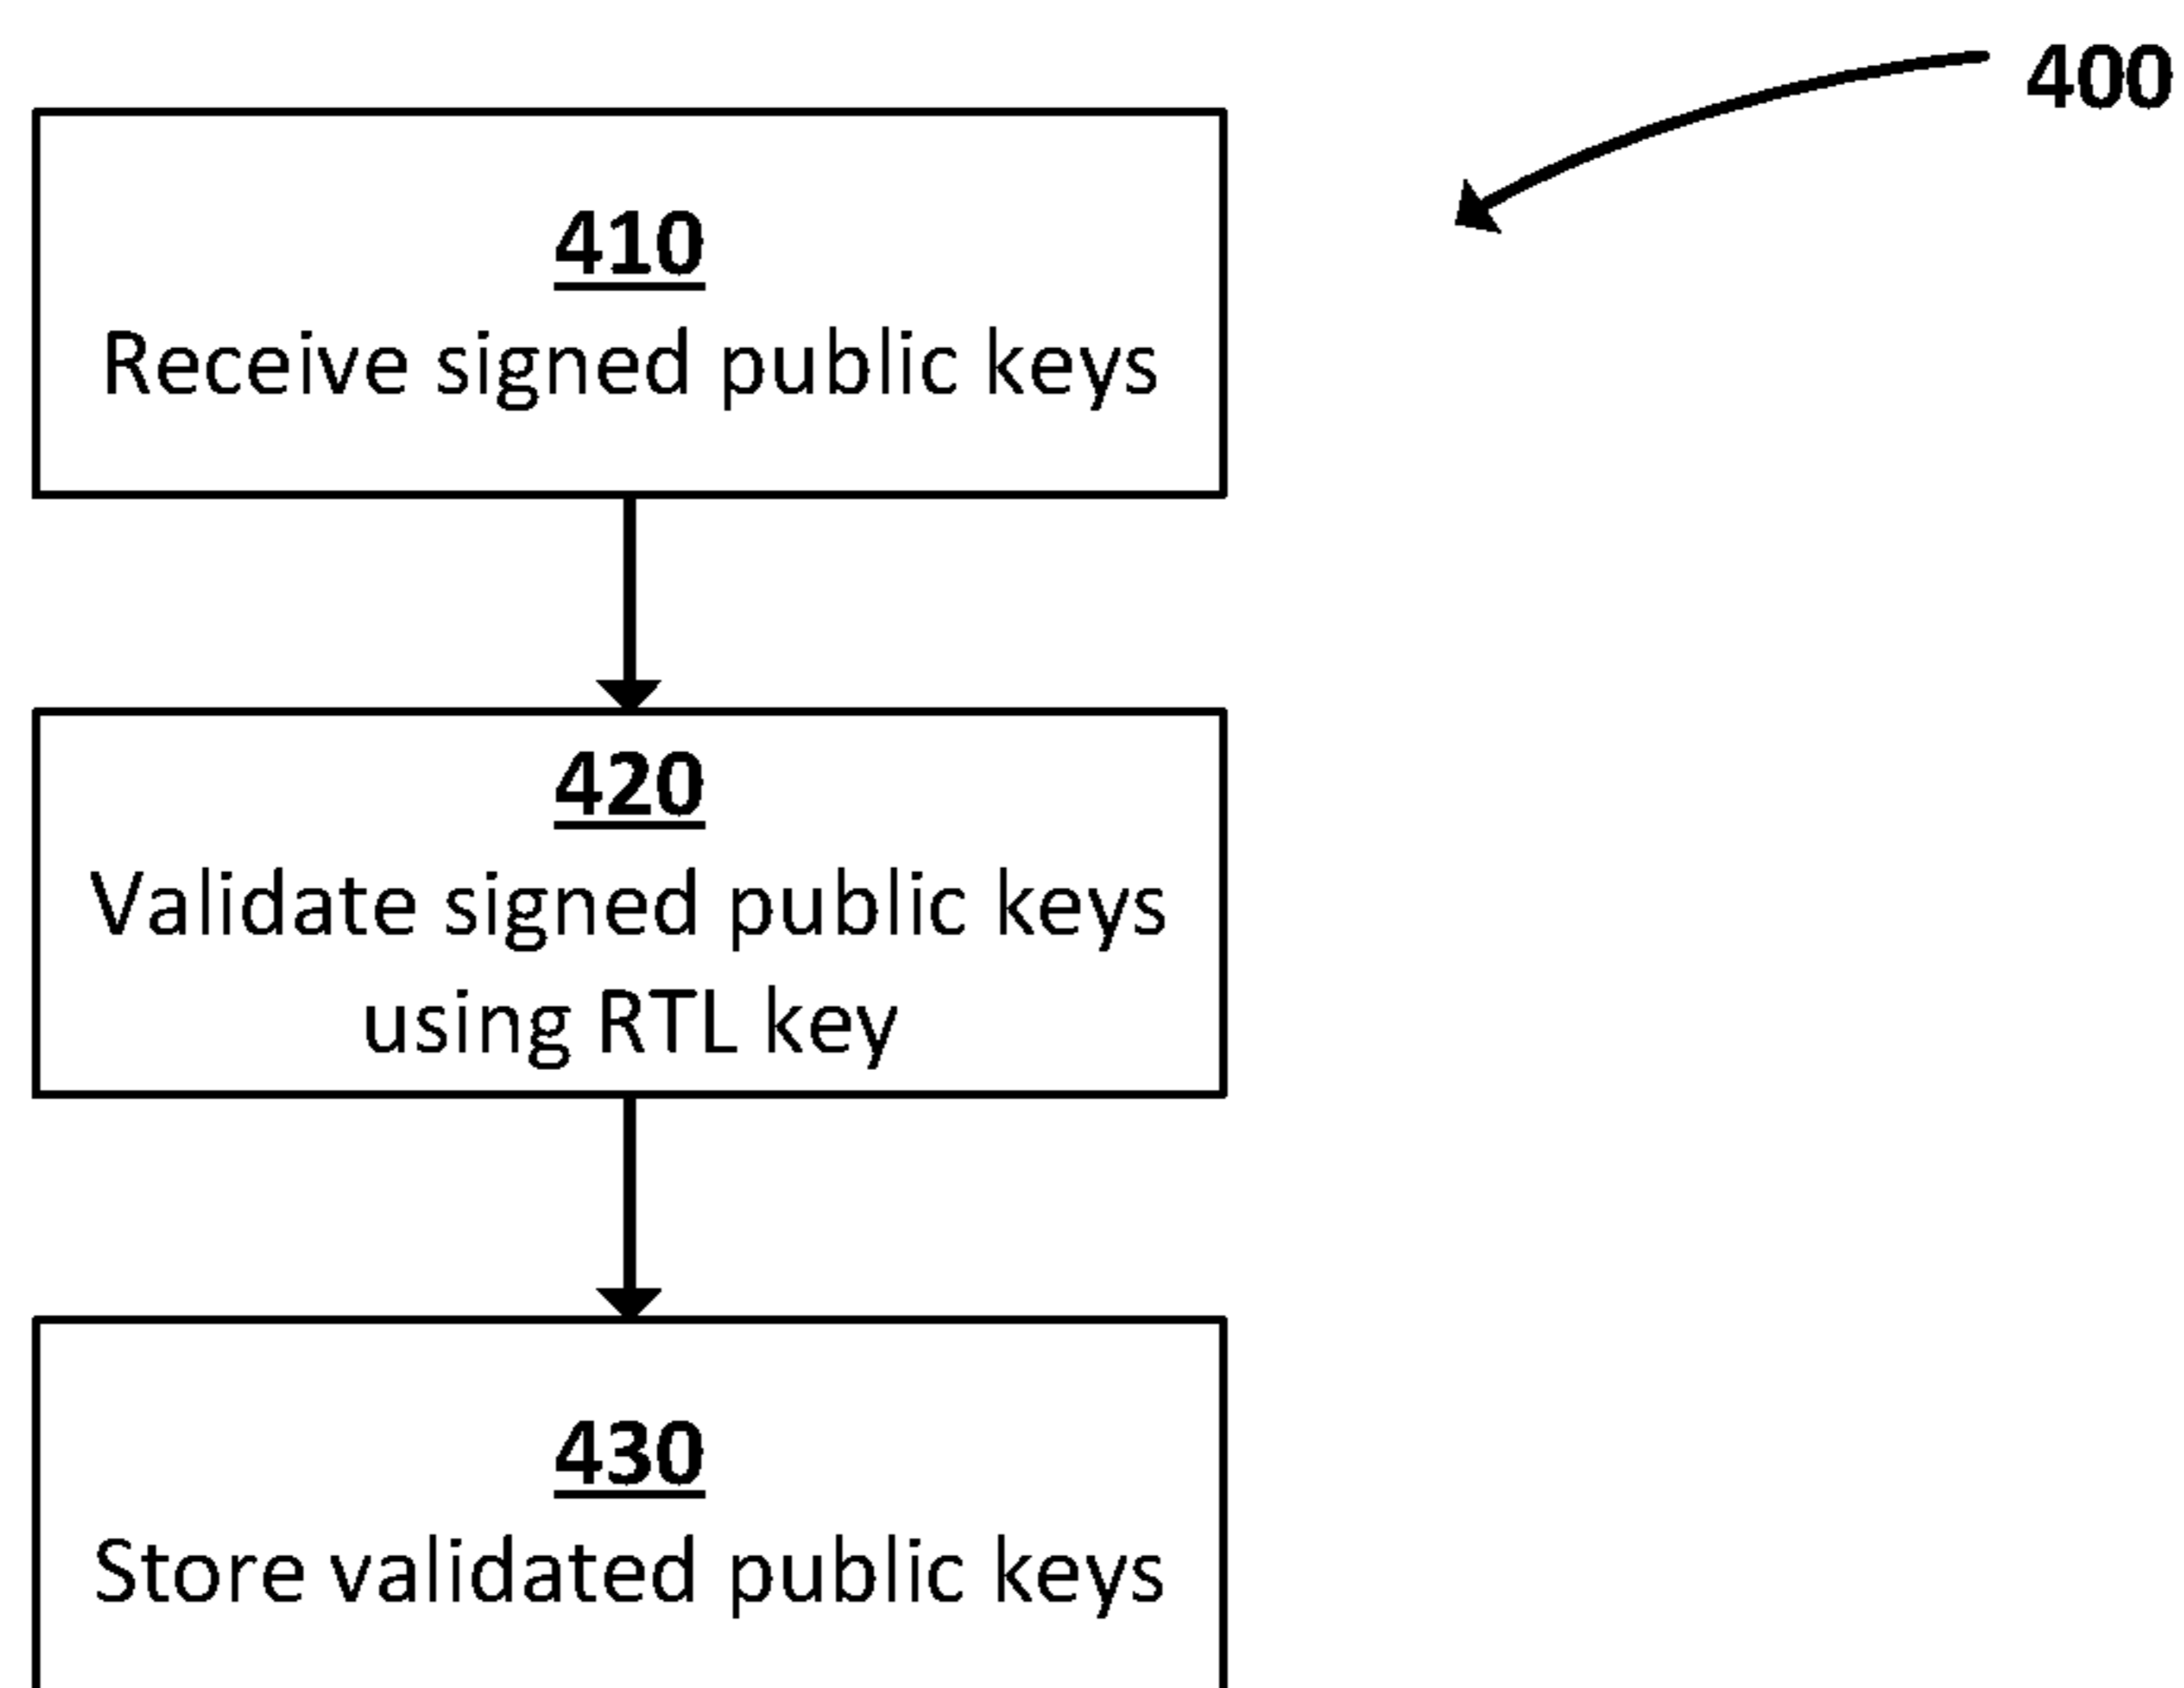 400
410
Receive signed public keys
420
Validate signed public keys
using RTL key
430
Store validated public keys